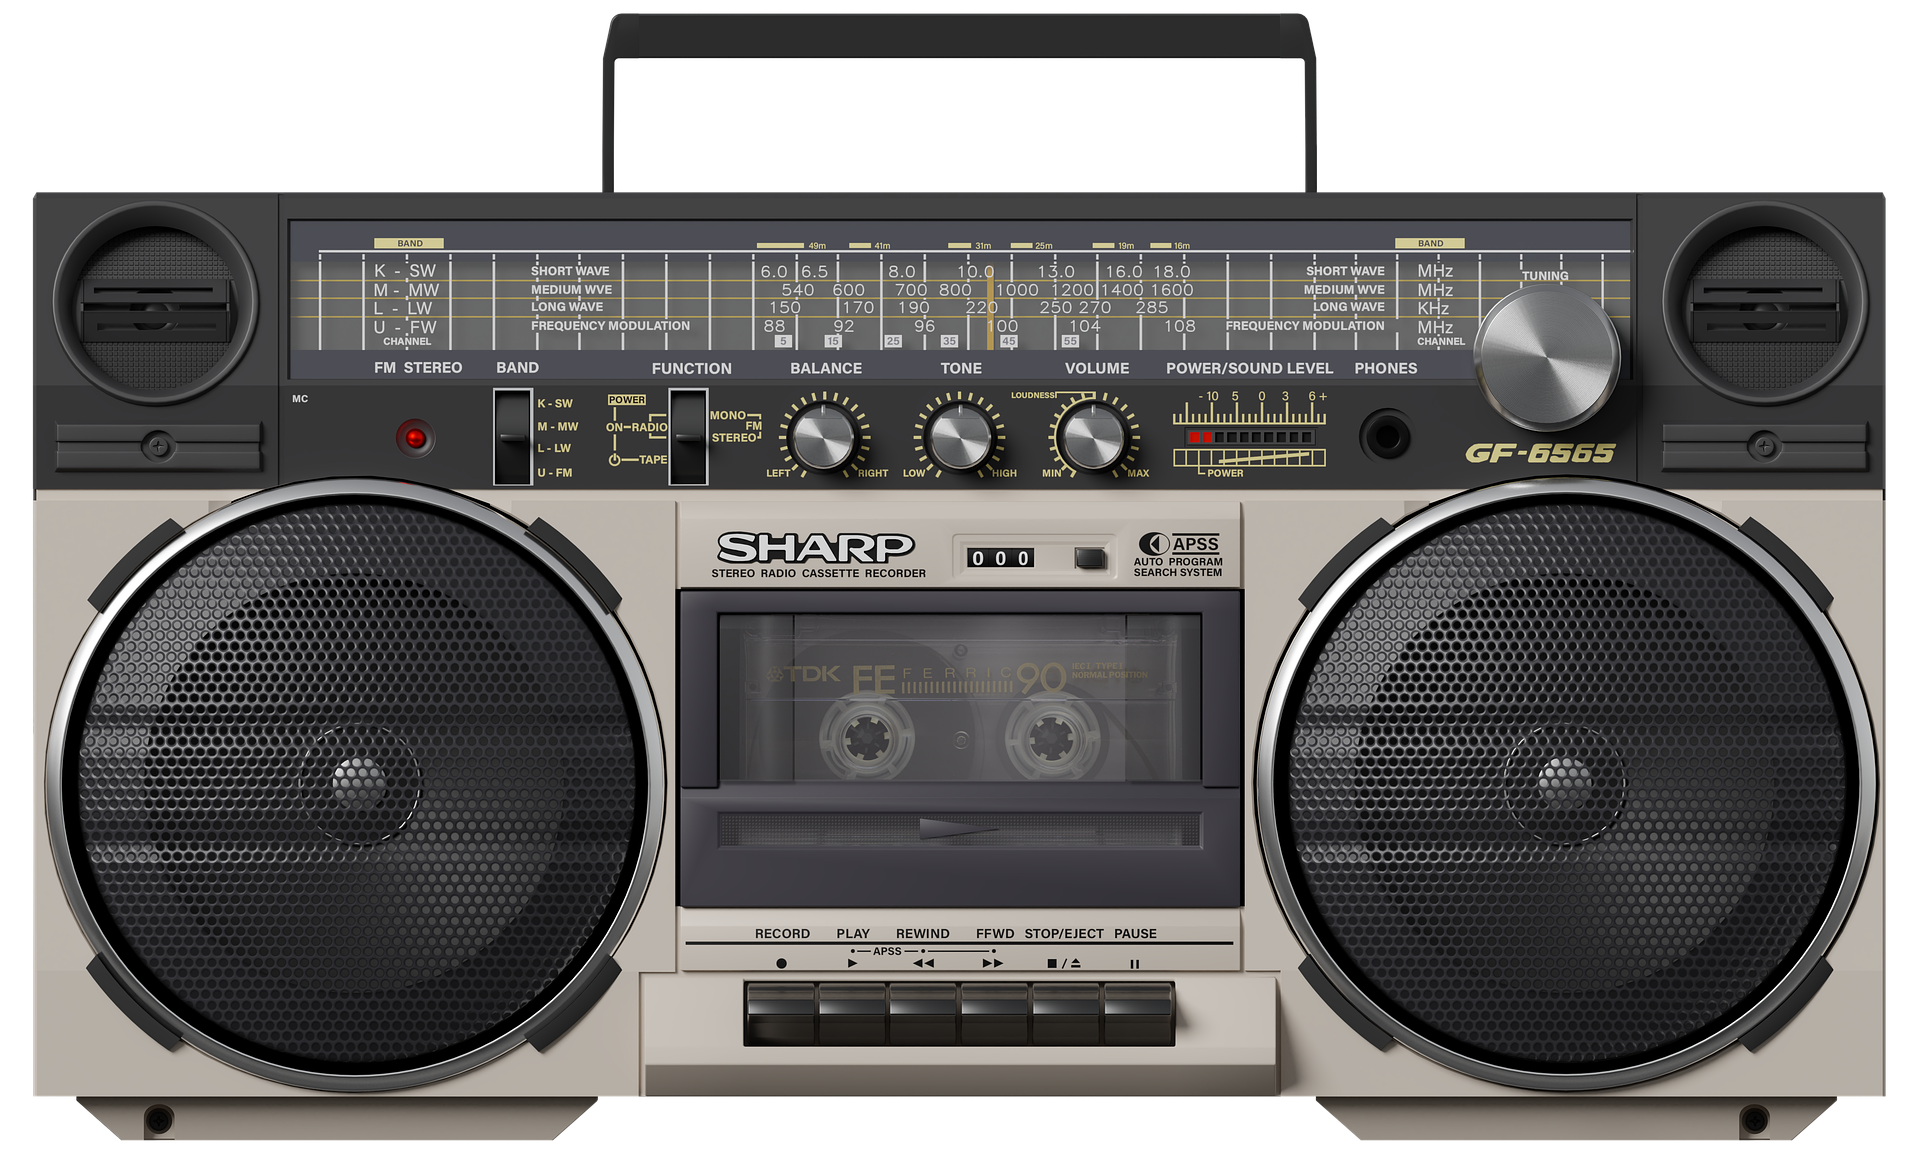 BAND 49m 41m 31m 25m 19m 16m BAND
K - SW SHORT WAVE 6.0 6.5 8.0 10.0 13.0 16.0 18.0 SHORT WAVE MHz
TUNING
M - MW MEDIUM WVE 540 600 700 800 1000 1200 1400 1600 MEDIUM WVE MHz
L - LW LONG WAVE 150 170 190 220 250 270 285 LONG WAVE KHz
U - FW FREQUENCY MODULATION 88 92 96 100 104 108 FREQUENCY MODULATION MHz
CHANNEL 5 15 25 35 45 55 CHANNEL
FM STEREO BAND FUNCTION BALANCE TONE VOLUME POWER/SOUND LEVEL PHONES
MC
K - SW
M - MW
L - LW
U - FM
POWER
ON RADIO
TAPE
MONO
FM
STEREO
LEFT RIGHT
LOW HIGH
LOUDNESS
MIN MAX
- 10 5 0 3 6 +
POWER
GF-6565
SHARP
STEREO RADIO CASSETTE RECORDER
0 0 0
APSS
AUTO PROGRAM
SEARCH SYSTEM
TDK FE FERRIC 90
NORMAL POSITION
RECORD PLAY REWIND FFWD STOP/EJECT PAUSE
APSS